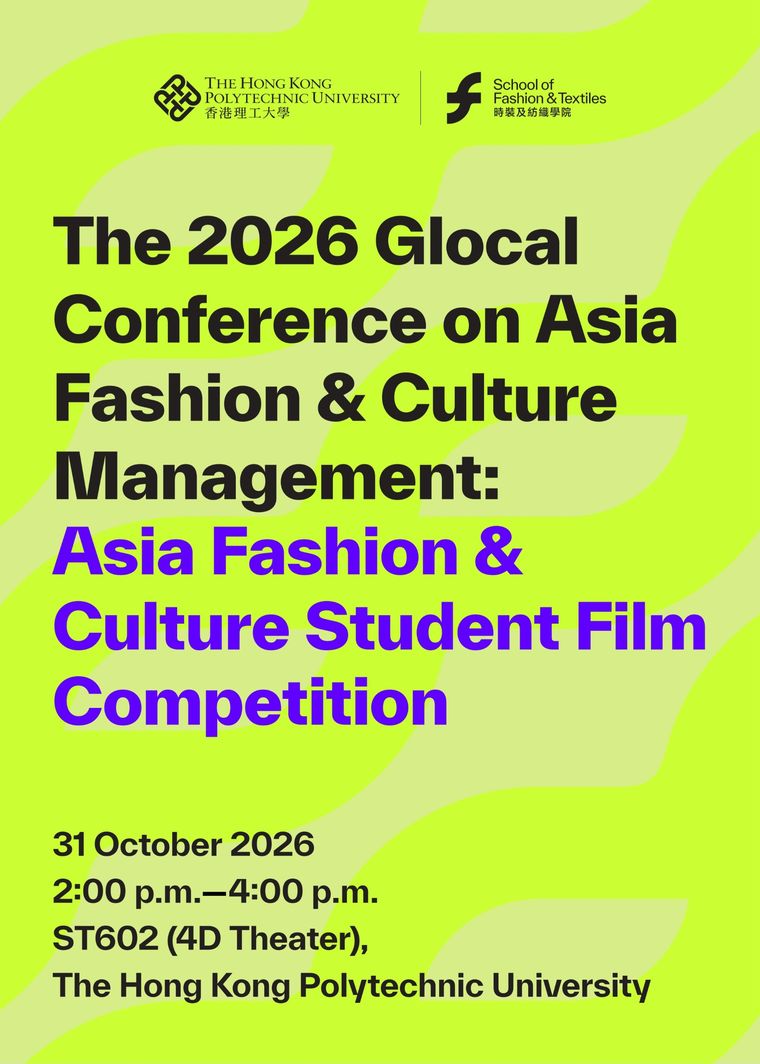 THE HONG KONG
POLYTECHNIC UNIVERSITY
香港理工大學
School of
Fashion & Textiles
時裝及紡織學院
The 2026 Glocal
Conference on Asia
Fashion & Culture
Management:
Asia Fashion &
Culture Student Film
Competition
31 October 2026
2:00 p.m.—4:00 p.m.
ST602 (4D Theater),
The Hong Kong Polytechnic University